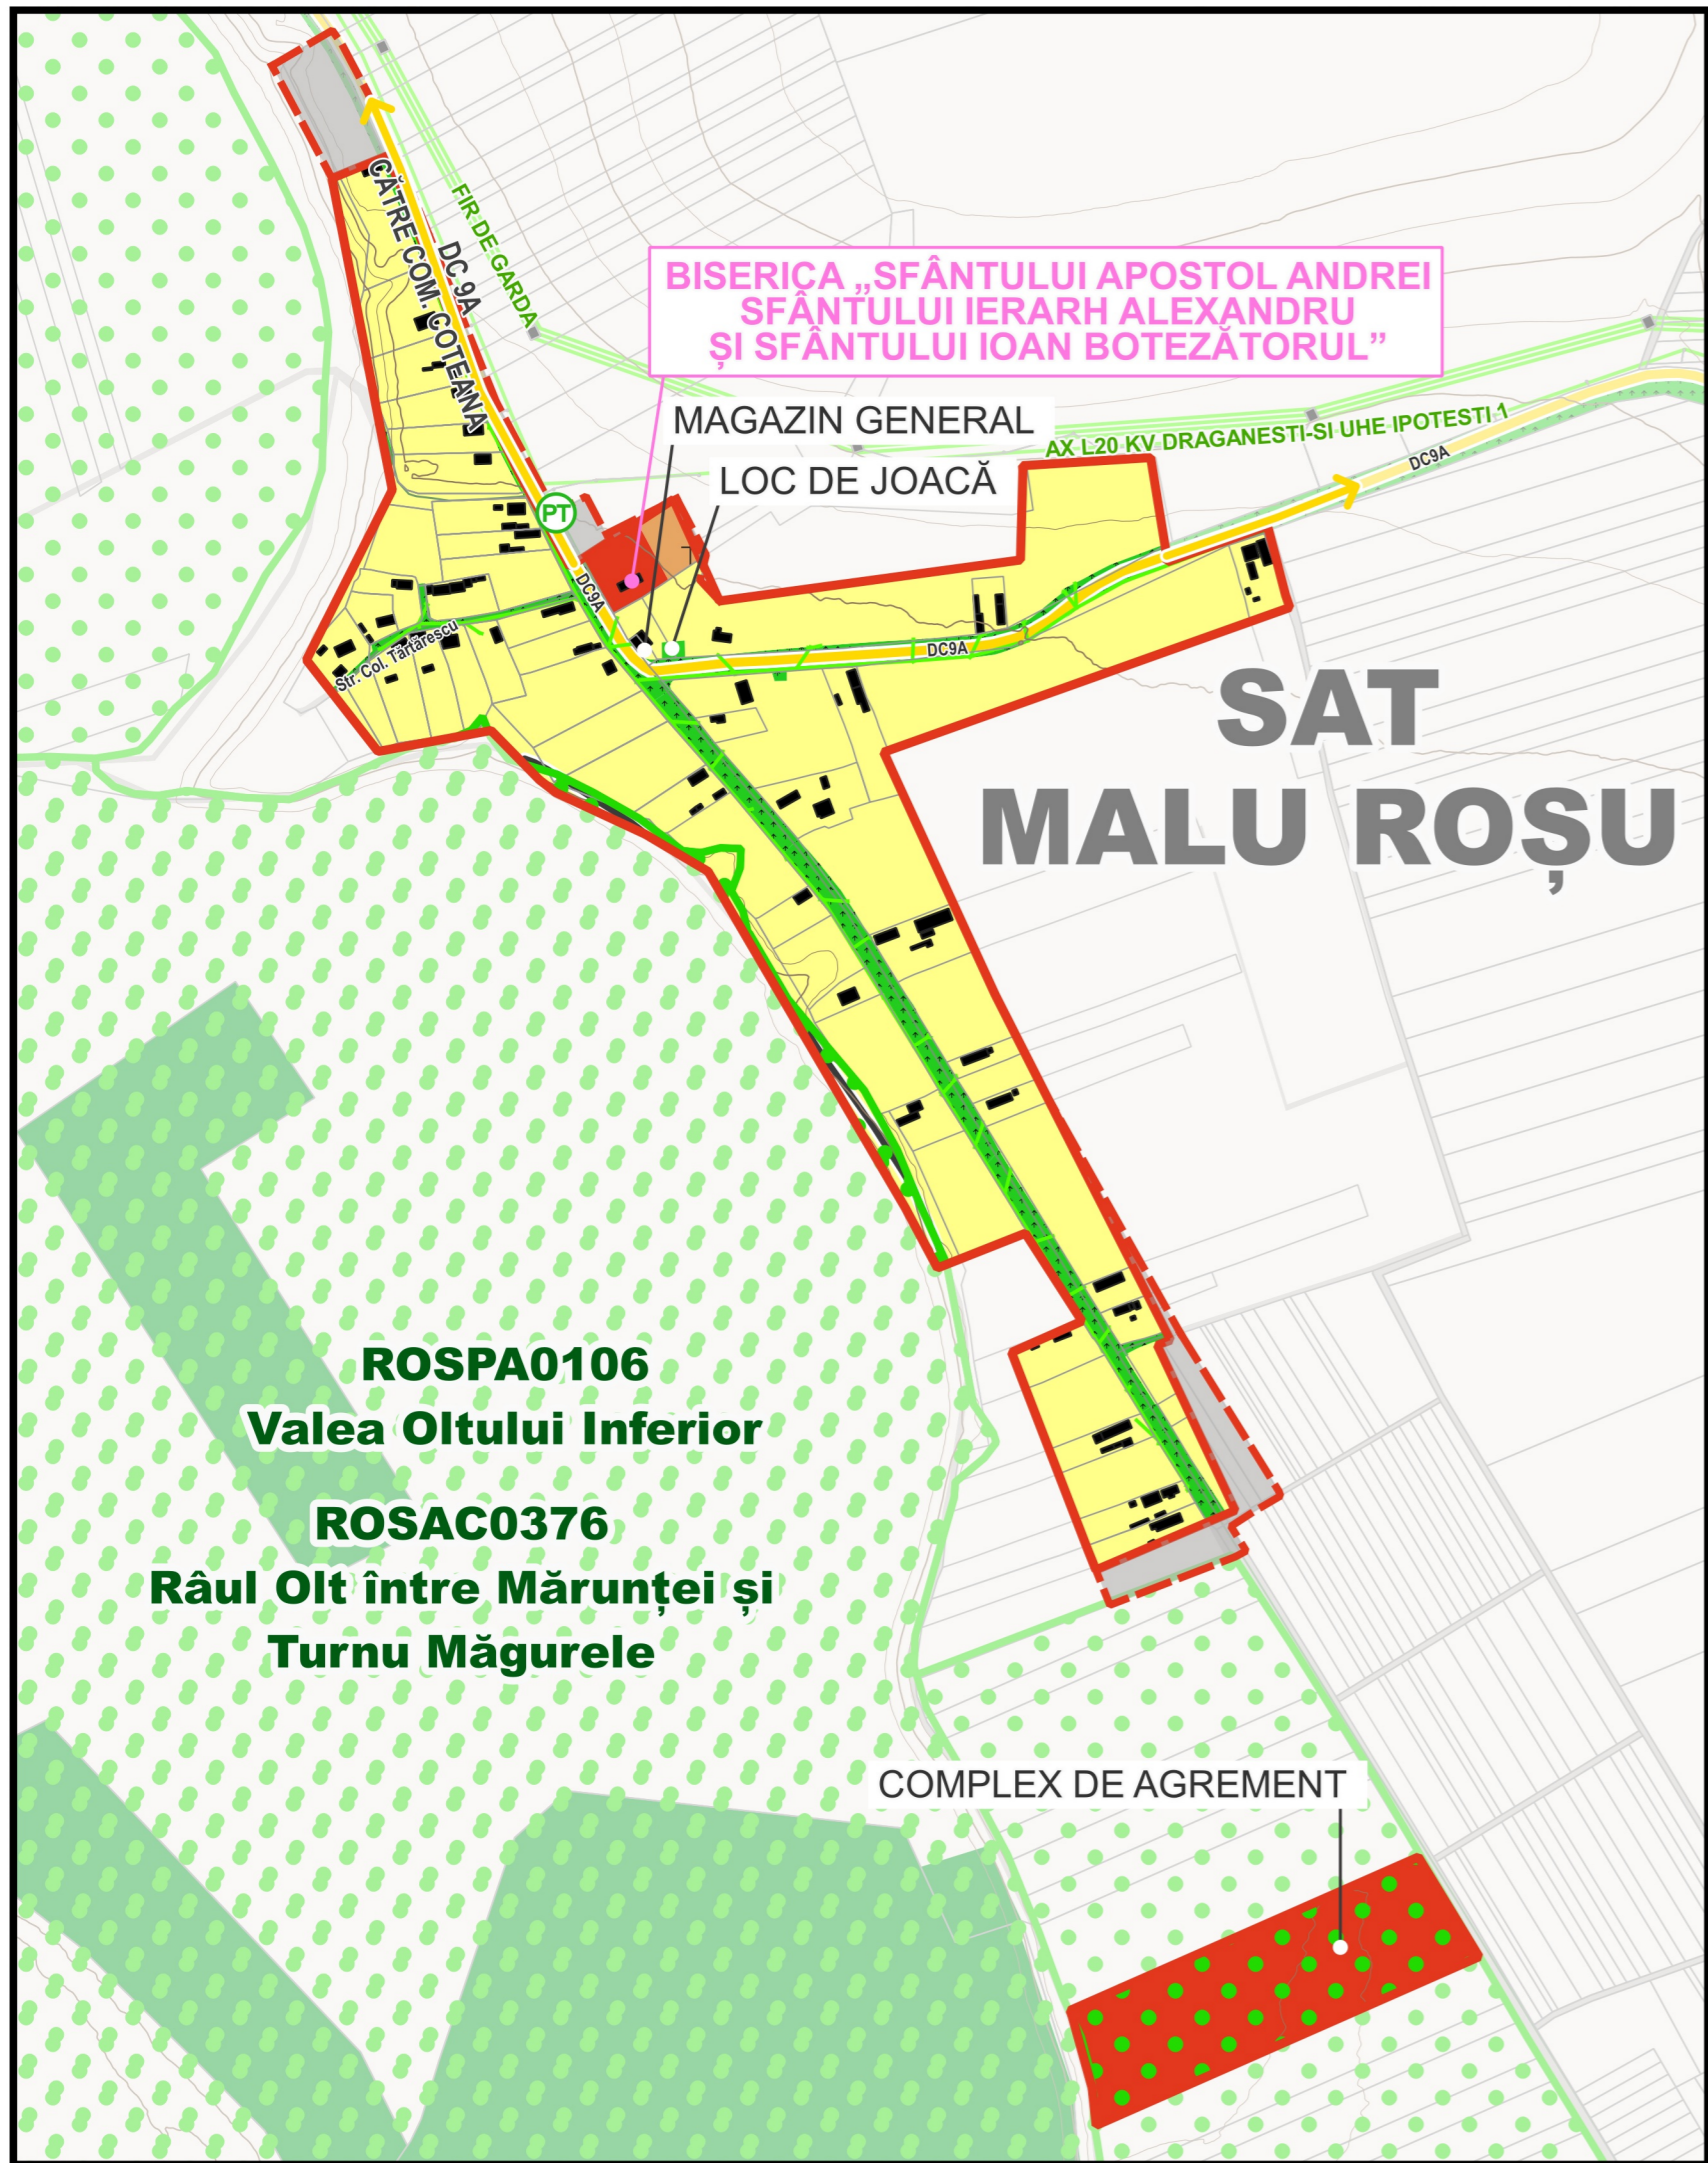 CĂTRE COM. COTEANA
DC 9A
FIR DE GARDA
BISERICA „SFÂNTULUI APOSTOL ANDREI
SFÂNTULUI IERARH ALEXANDRU
ȘI SFÂNTULUI IOAN BOTEZĂTORUL”
MAGAZIN GENERAL
AX L20 KV DRAGANESTI-SI UHE IPOTESTI 1
DC9A
LOC DE JOACĂ
PT
DC9A
DC9A
Str. Col. Tărtărescu
SAT
MALU ROȘU
ROSPA0106
Valea Oltului Inferior
ROSAC0376
Râul Olt între Mărunței și
Turnu Măgurele
COMPLEX DE AGREMENT